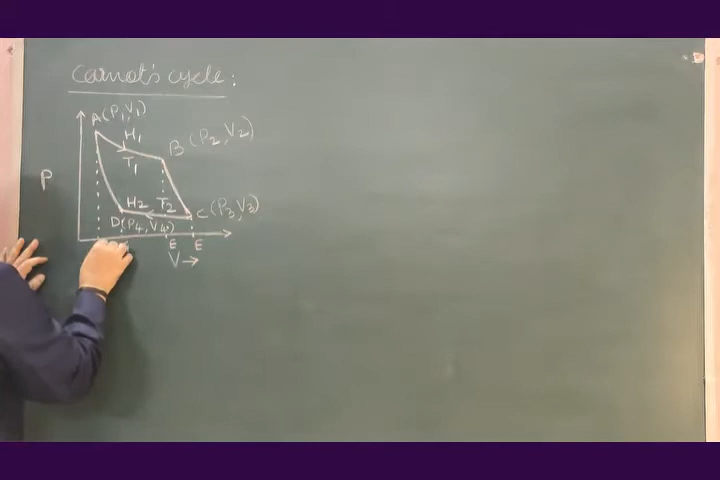 Carnot's cycle :
A(P₁,V₁)
H₁
B (P₂, V₂)
T₁
P
H₂ T₂
C (P₃,V₃)
D(P₄, V₄)
E E
V →